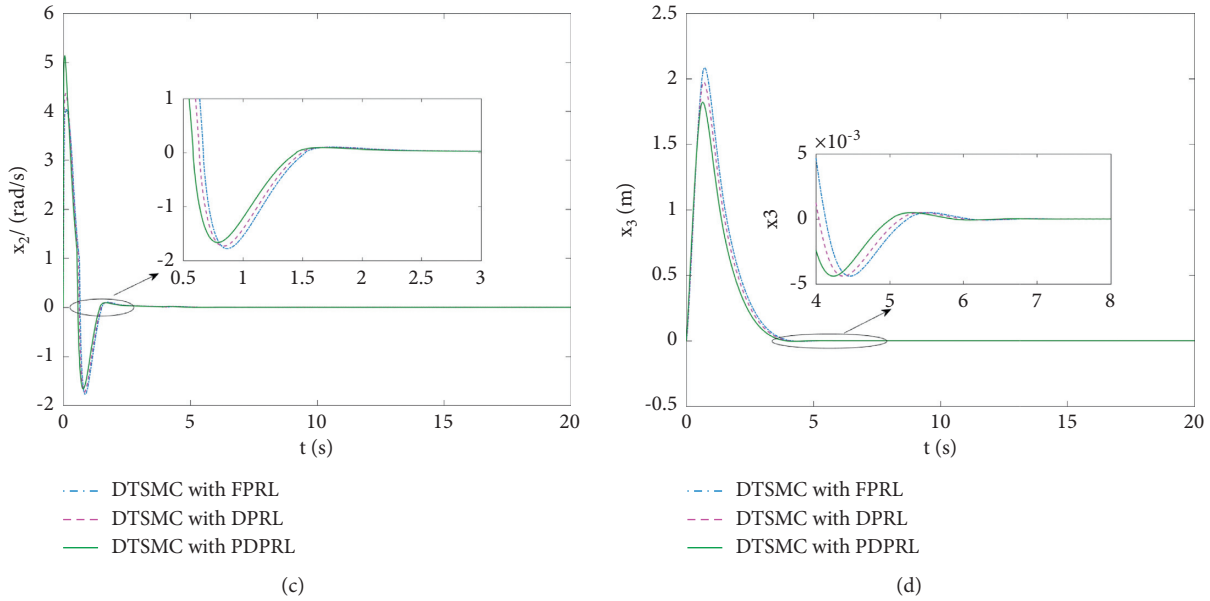 6
5
4
3
2
1
0
-1
-2
x2/ (rad/s)
1
0
-1
-2
0.5 1 1.5 2 2.5 3
0 5 10 15 20
t (s)
DTSMC with FPRL
DTSMC with DPRL
DTSMC with PDPRL
(c)
2.5
2
1.5
1
0.5
0
-0.5
x3 (m)
×10-3
5
0
-5
x3
4 5 6 7 8
0 5 10 15 20
t (s)
DTSMC with FPRL
DTSMC with DPRL
DTSMC with PDPRL
(d)